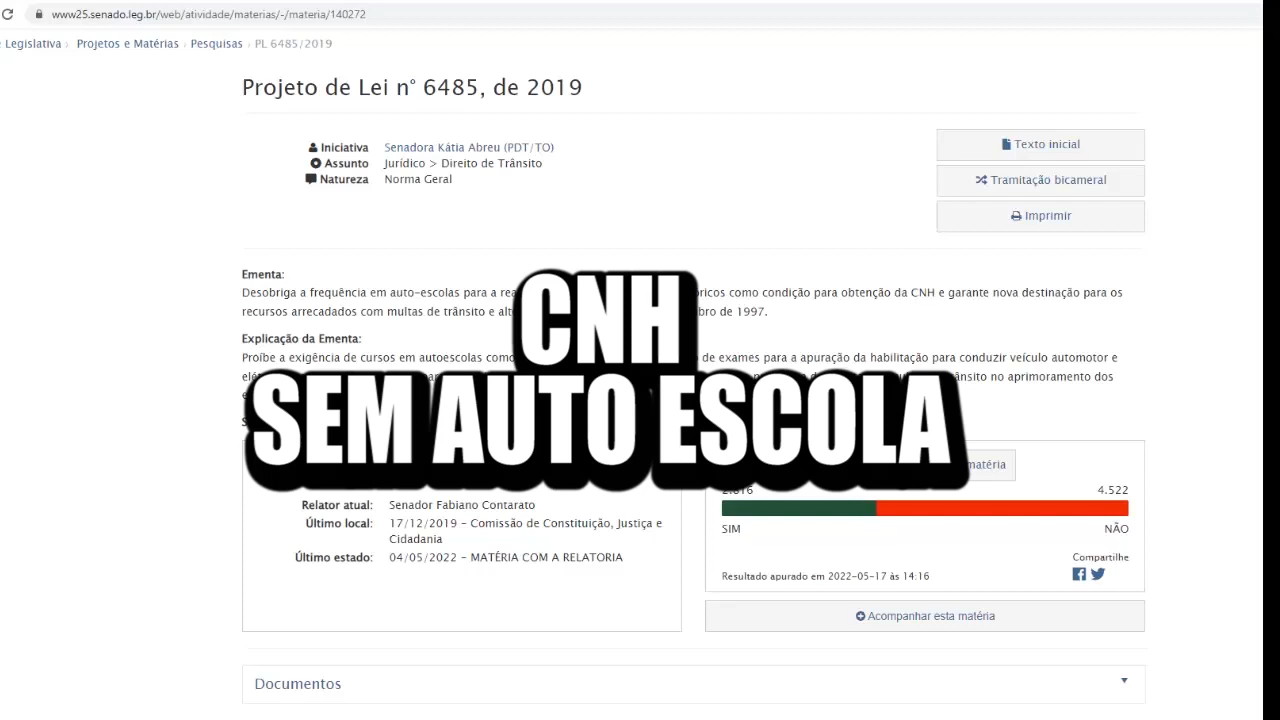 www25.senado.leg.br/web/atividade/materias/-/materia/140272
Legislativa › Projetos e Matérias › Pesquisas › PL 6485/2019
Projeto de Lei n° 6485, de 2019
Iniciativa Senadora Kátia Abreu (PDT/TO)
Assunto Jurídico > Direito de Trânsito
Natureza Norma Geral
Texto inicial
Tramitação bicameral
Imprimir
Ementa:
Desobriga a frequência em auto-escolas para a como condição para obtenção da CNH e garante nova destinação para os
recursos arrecadados com multas de trânsito e de 1997.
Explicação da Ementa:
Proíbe a exigência de cursos em autoescolas de exames para a apuração da habilitação para conduzir veículo automotor e
no aprimoramento dos
CNH
SEM AUTO ESCOLA
matéria
Relator atual: Senador Fabiano Contarato
Último local: 17/12/2019 - Comissão de Constituição, Justiça e
Cidadania
Último estado: 04/05/2022 - MATÉRIA COM A RELATORIA
4.522
SIM NÃO
Compartilhe
Resultado apurado em 2022-05-17 às 14:16
Acompanhar esta matéria
Documentos